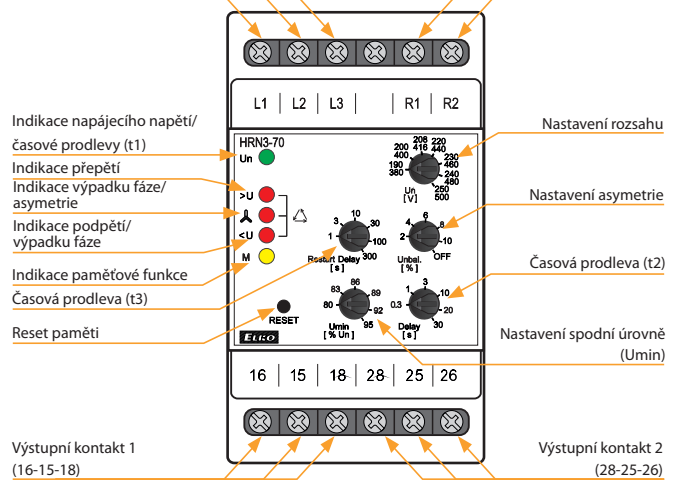 L1 | L2 | L3 | | R1 | R2
Indikace napájecího napětí/
časové prodlevy (t1)
Indikace přepětí
Indikace výpadku fáze/
asymetrie
Indikace podpětí/
výpadku fáze
Indikace paměťové funkce
Časová prodleva (t3)
Reset paměti
HRN3-70
Un
>U
<U
M
RESET
ELKO
190 380
200 400
208 416
220 440
230 460
240 480
250 500
Un
[V]
1 3 10 30 100 300
Restart Delay
[s]
2 4 6 8 10 OFF
Unbal.
[%]
80 83 86 89 92 95
Umin
[% Un]
0.3 1 3 10 20 30
Delay
[s]
Nastavení rozsahu
Nastavení asymetrie
Časová prodleva (t2)
Nastavení spodní úrovně
(Umin)
16 | 15 | 18 | 28 | 25 | 26
Výstupní kontakt 1
(16-15-18)
Výstupní kontakt 2
(28-25-26)